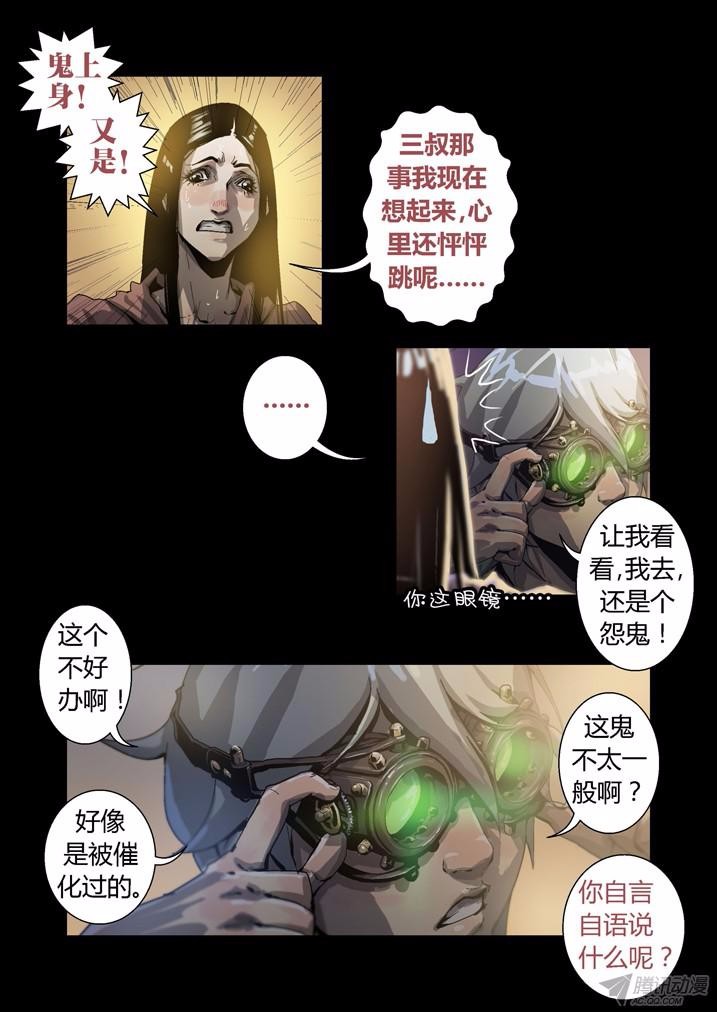 鬼上
身！
又
是！
三叔那
事我现在
想起来，心
里还怦怦
跳呢……
……
让我看
看，我去，
还是个
怨鬼！
你这眼镜……
这个
不好
办啊！
这鬼
不太一
般啊？
好像
是被催
化过的。
你自言
自语说
什么呢？
腾讯动漫
AC.QQ.COM